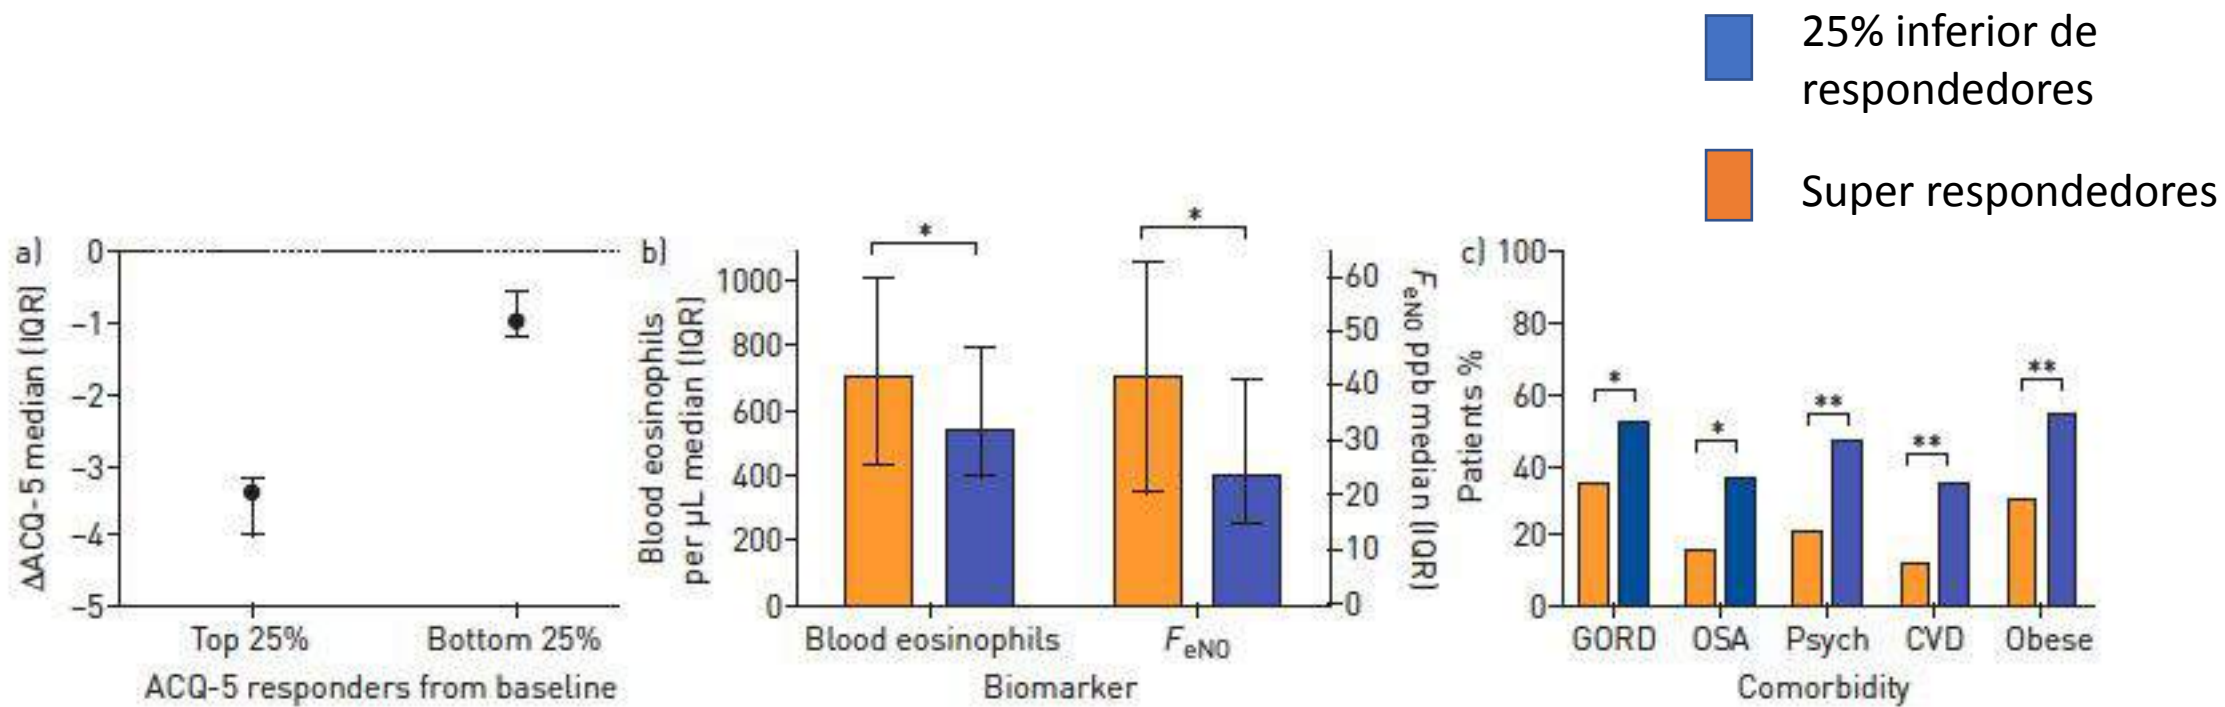 25% inferior de
respondedores
Super respondedores
a)
ΔACQ-5 median (IQR)
0
–1
–2
–3
–4
–5
Top 25%
Bottom 25%
ACQ-5 responders from baseline
b)
Blood eosinophils
per µL median (IQR)
1000
800
600
400
200
0
*
*
60
50
40
30
20
10
0
FeNO ppb median (IQR)
Blood eosinophils
FeNO
Biomarker
c)
Patients %
100
80
60
40
20
0
*
*
**
**
**
GORD
OSA
Psych
CVD
Obese
Comorbidity